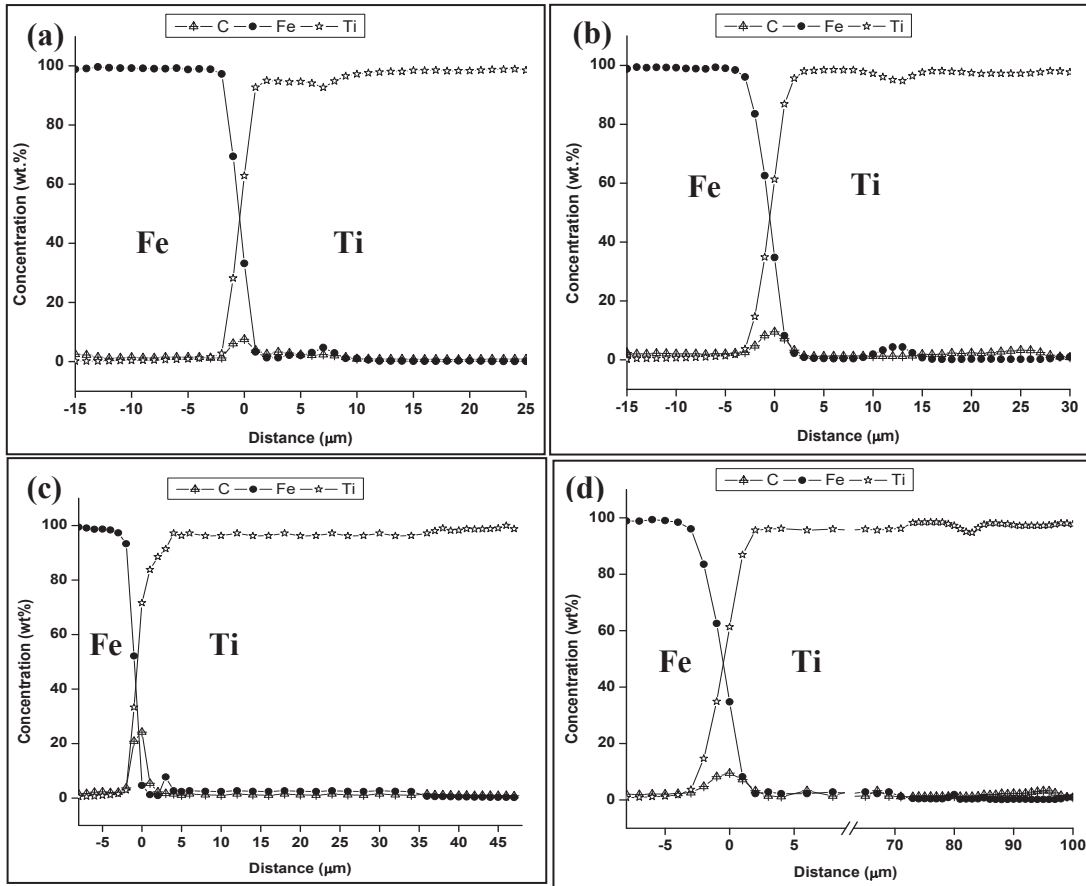 (a)
C Fe Ti
100
80
60
40
20
0
Concentration (wt.%)
Fe
Ti
-15 -10 -5 0 5 10 15 20 25
Distance (μm)
(b)
C Fe Ti
100
80
60
40
20
0
Concentration (wt.%)
Fe
Ti
-15 -10 -5 0 5 10 15 20 25 30
Distance (μm)
(c)
C Fe Ti
100
80
60
40
20
0
Concentration (wt%)
Fe
Ti
-5 0 5 10 15 20 25 30 35 40 45
Distance (μm)
(d)
C Fe Ti
100
80
60
40
20
0
Concentration (wt%)
Fe
Ti
-5 0 5 70 80 90 100
Distance (μm)